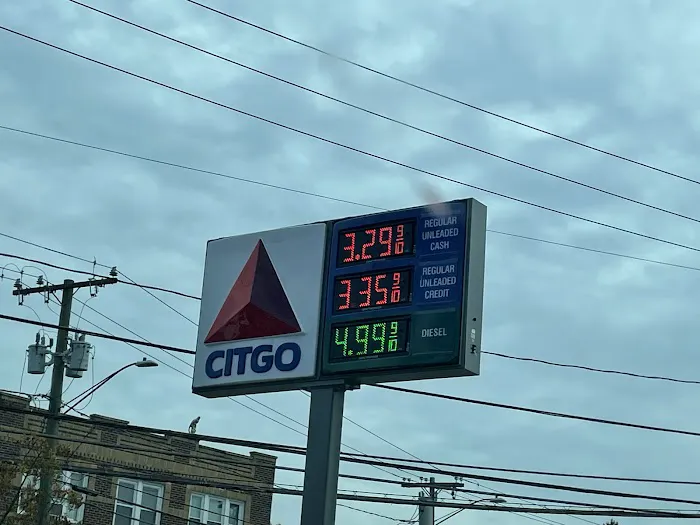 CITGO
3.29 9/10
REGULAR
UNLEADED
CASH
3.35 9/10
REGULAR
UNLEADED
CREDIT
4.99 9/10
DIESEL